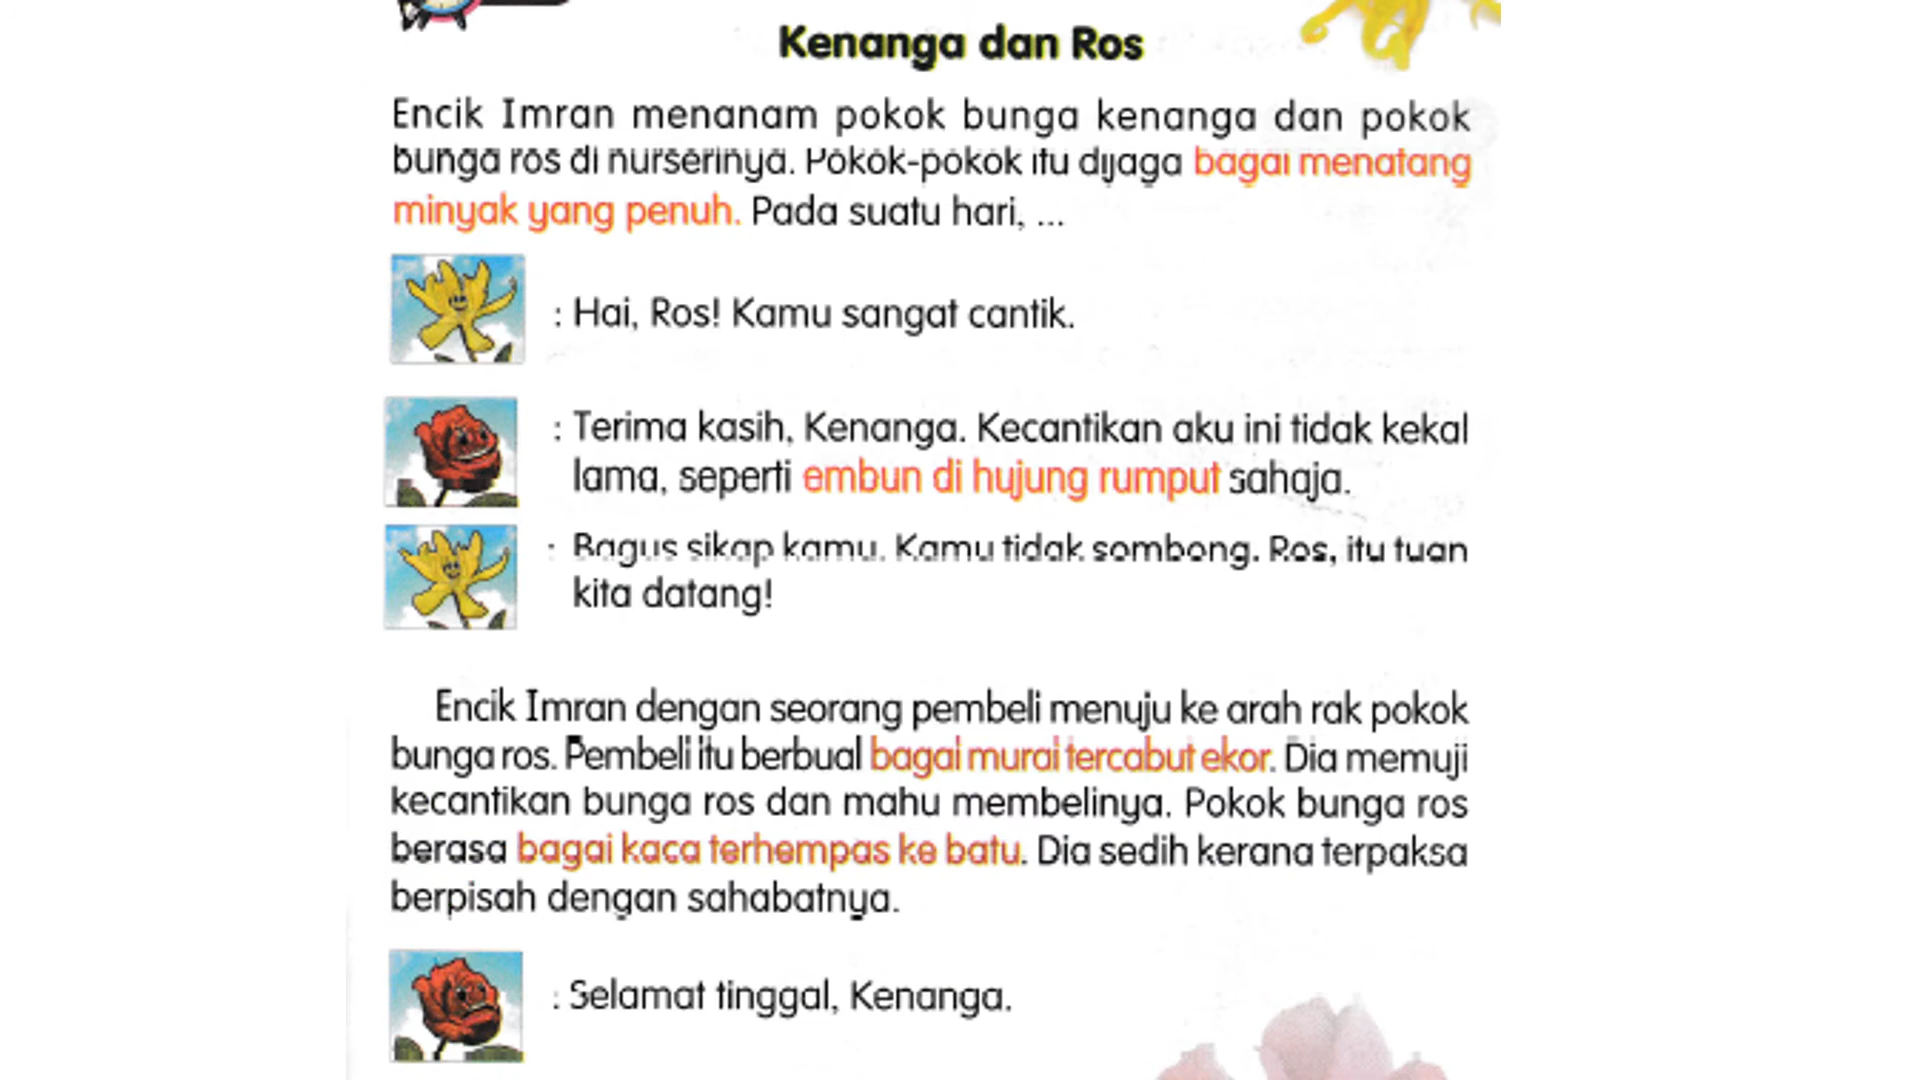 Kenanga dan Ros
Encik Imran menanam pokok bunga kenanga dan pokok
bunga ros di nurserinya. Pokok-pokok itu dijaga bagai menatang
minyak yang penuh. Pada suatu hari, ...
: Hai, Ros! Kamu sangat cantik.
: Terima kasih, Kenanga. Kecantikan aku ini tidak kekal
lama, seperti embun di hujung rumput sahaja.
: Bagus sikap kamu. Kamu tidak sombong. Ros, itu tuan
kita datang!
Encik Imran dengan seorang pembeli menuju ke arah rak pokok
bunga ros. Pembeli itu berbual bagai murai tercabut ekor. Dia memuji
kecantikan bunga ros dan mahu membelinya. Pokok bunga ros
berasa bagai kaca terhempas ke batu. Dia sedih kerana terpaksa
berpisah dengan sahabatnya.
: Selamat tinggal, Kenanga.